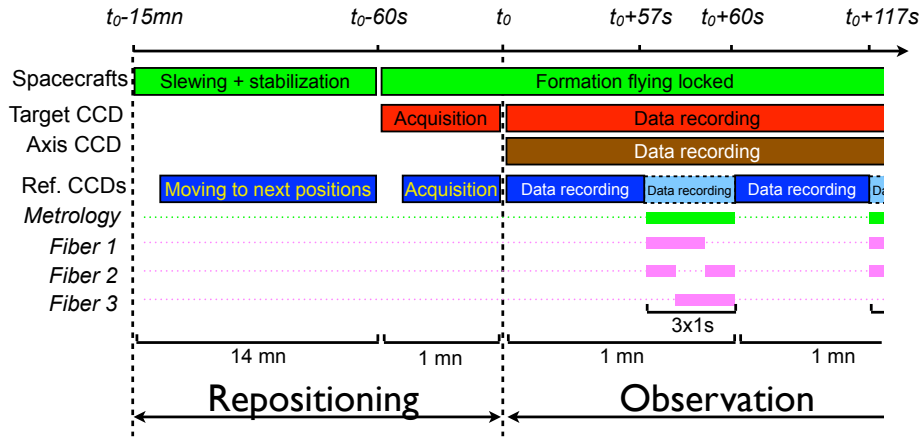 t0-15mn t0-60s t0 t0+57s t0+60s t0+117s
Spacecrafts Slewing + stabilization Formation flying locked
Target CCD Acquisition Data recording
Axis CCD Data recording
Ref. CCDs Moving to next positions Acquisition Data recording Data recording Data recording Da
Metrology
Fiber 1
Fiber 2
Fiber 3
3x1s
14 mn 1 mn 1 mn 1 mn
Repositioning Observation